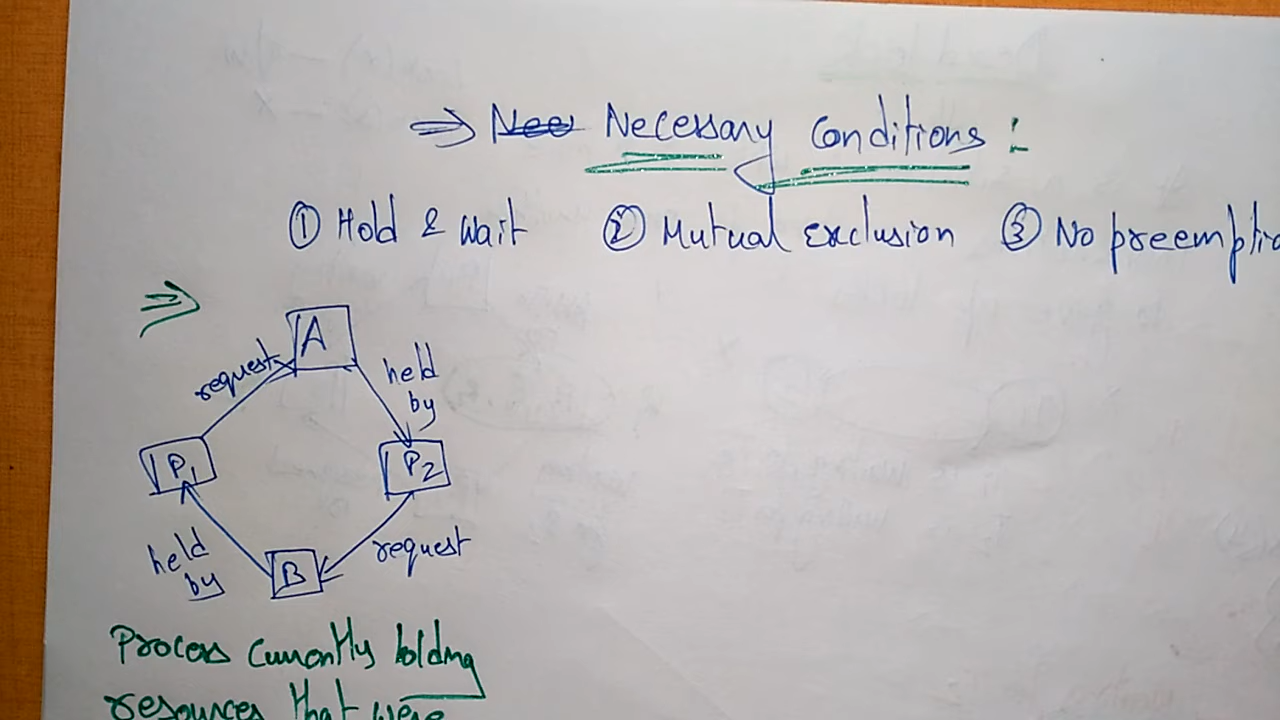 ⇒ Necessary Conditions :
① Hold & Wait ② Mutual exclusion ③ No preemptio
⇒
A
request
held
by
P1
P2
held
by
request
B
Process currently holding
resources that were